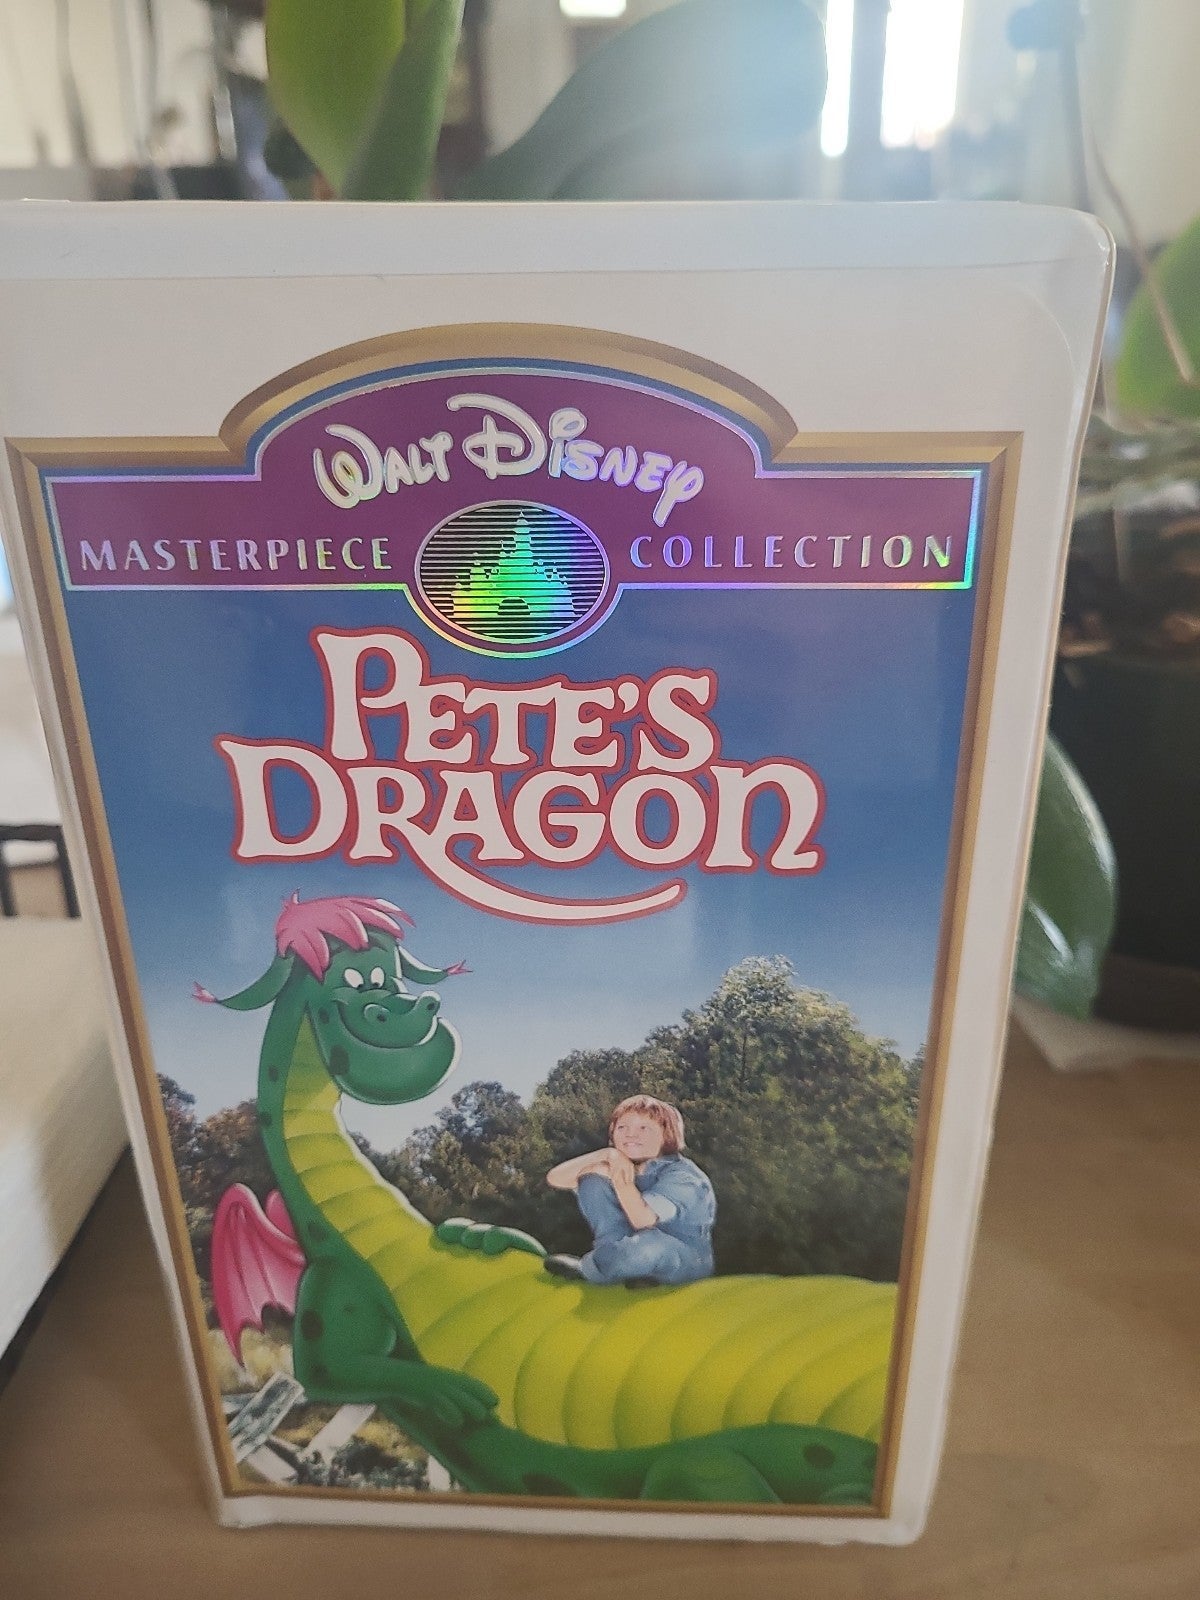 WALT DISNEY
MASTERPIECE COLLECTION
PETE'S
DRAGON